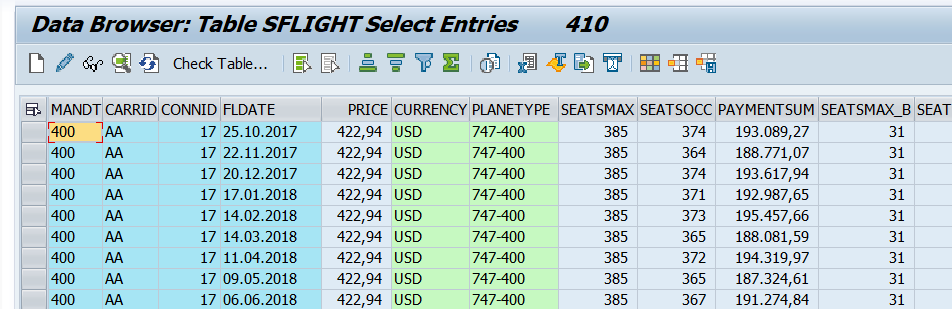 Data Browser: Table SFLIGHT Select Entries 410
Check Table...
MANDT CARRID CONNID FLDATE PRICE CURRENCY PLANETYPE SEATSMAX SEATSOCC PAYMENTSUM SEATSMAX_B SEAT
400 AA 17 25.10.2017 422,94 USD 747-400 385 374 193.089,27 31
400 AA 17 22.11.2017 422,94 USD 747-400 385 364 188.771,07 31
400 AA 17 20.12.2017 422,94 USD 747-400 385 374 193.617,94 31
400 AA 17 17.01.2018 422,94 USD 747-400 385 371 192.987,65 31
400 AA 17 14.02.2018 422,94 USD 747-400 385 373 195.457,66 31
400 AA 17 14.03.2018 422,94 USD 747-400 385 365 188.081,59 31
400 AA 17 11.04.2018 422,94 USD 747-400 385 372 194.319,97 31
400 AA 17 09.05.2018 422,94 USD 747-400 385 365 187.324,61 31
400 AA 17 06.06.2018 422,94 USD 747-400 385 367 191.274,84 31